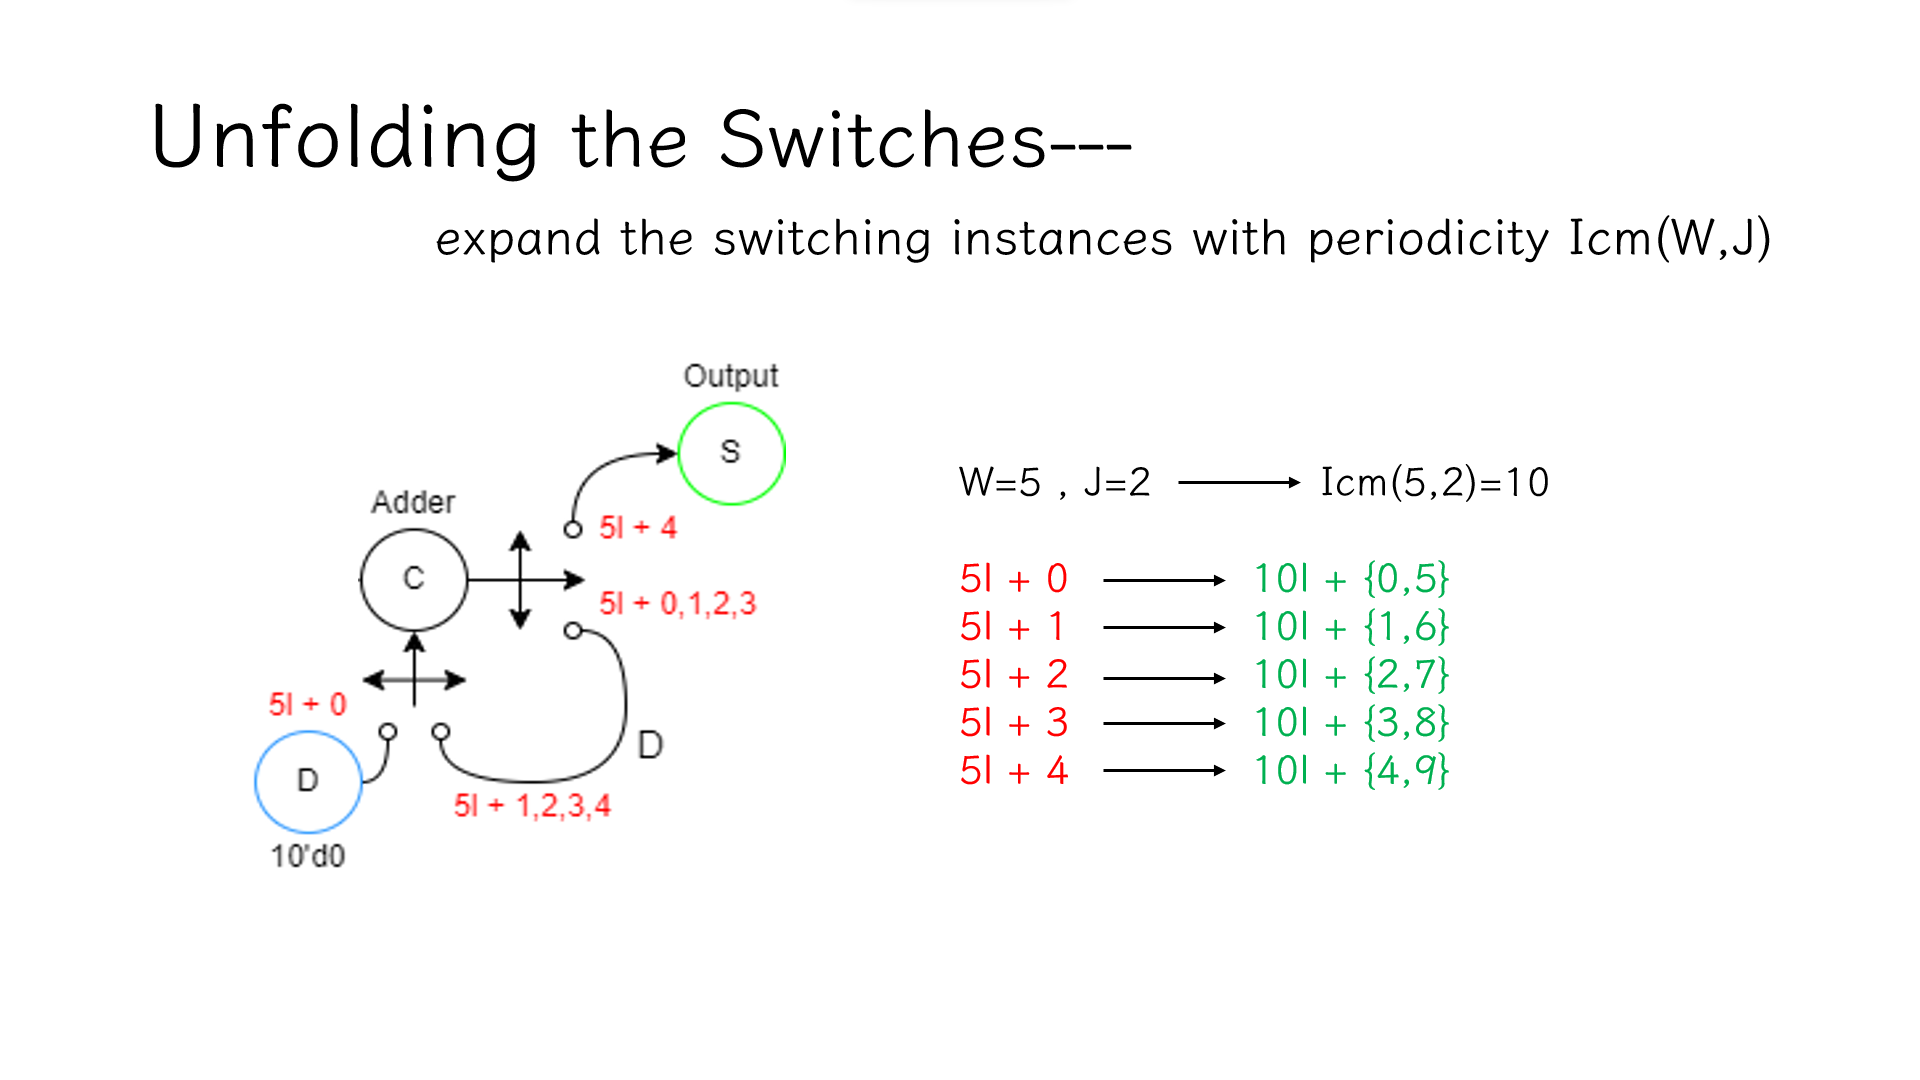 Unfolding the Switches---
expand the switching instances with periodicity Icm(W,J)
Output
S
Adder
5l + 4
C
5l + 0,1,2,3
5l + 0
D
D
5l + 1,2,3,4
10'd0
W=5 , J=2 Icm(5,2)=10
5l + 0 10l + {0,5}
5l + 1 10l + {1,6}
5l + 2 10l + {2,7}
5l + 3 10l + {3,8}
5l + 4 10l + {4,9}